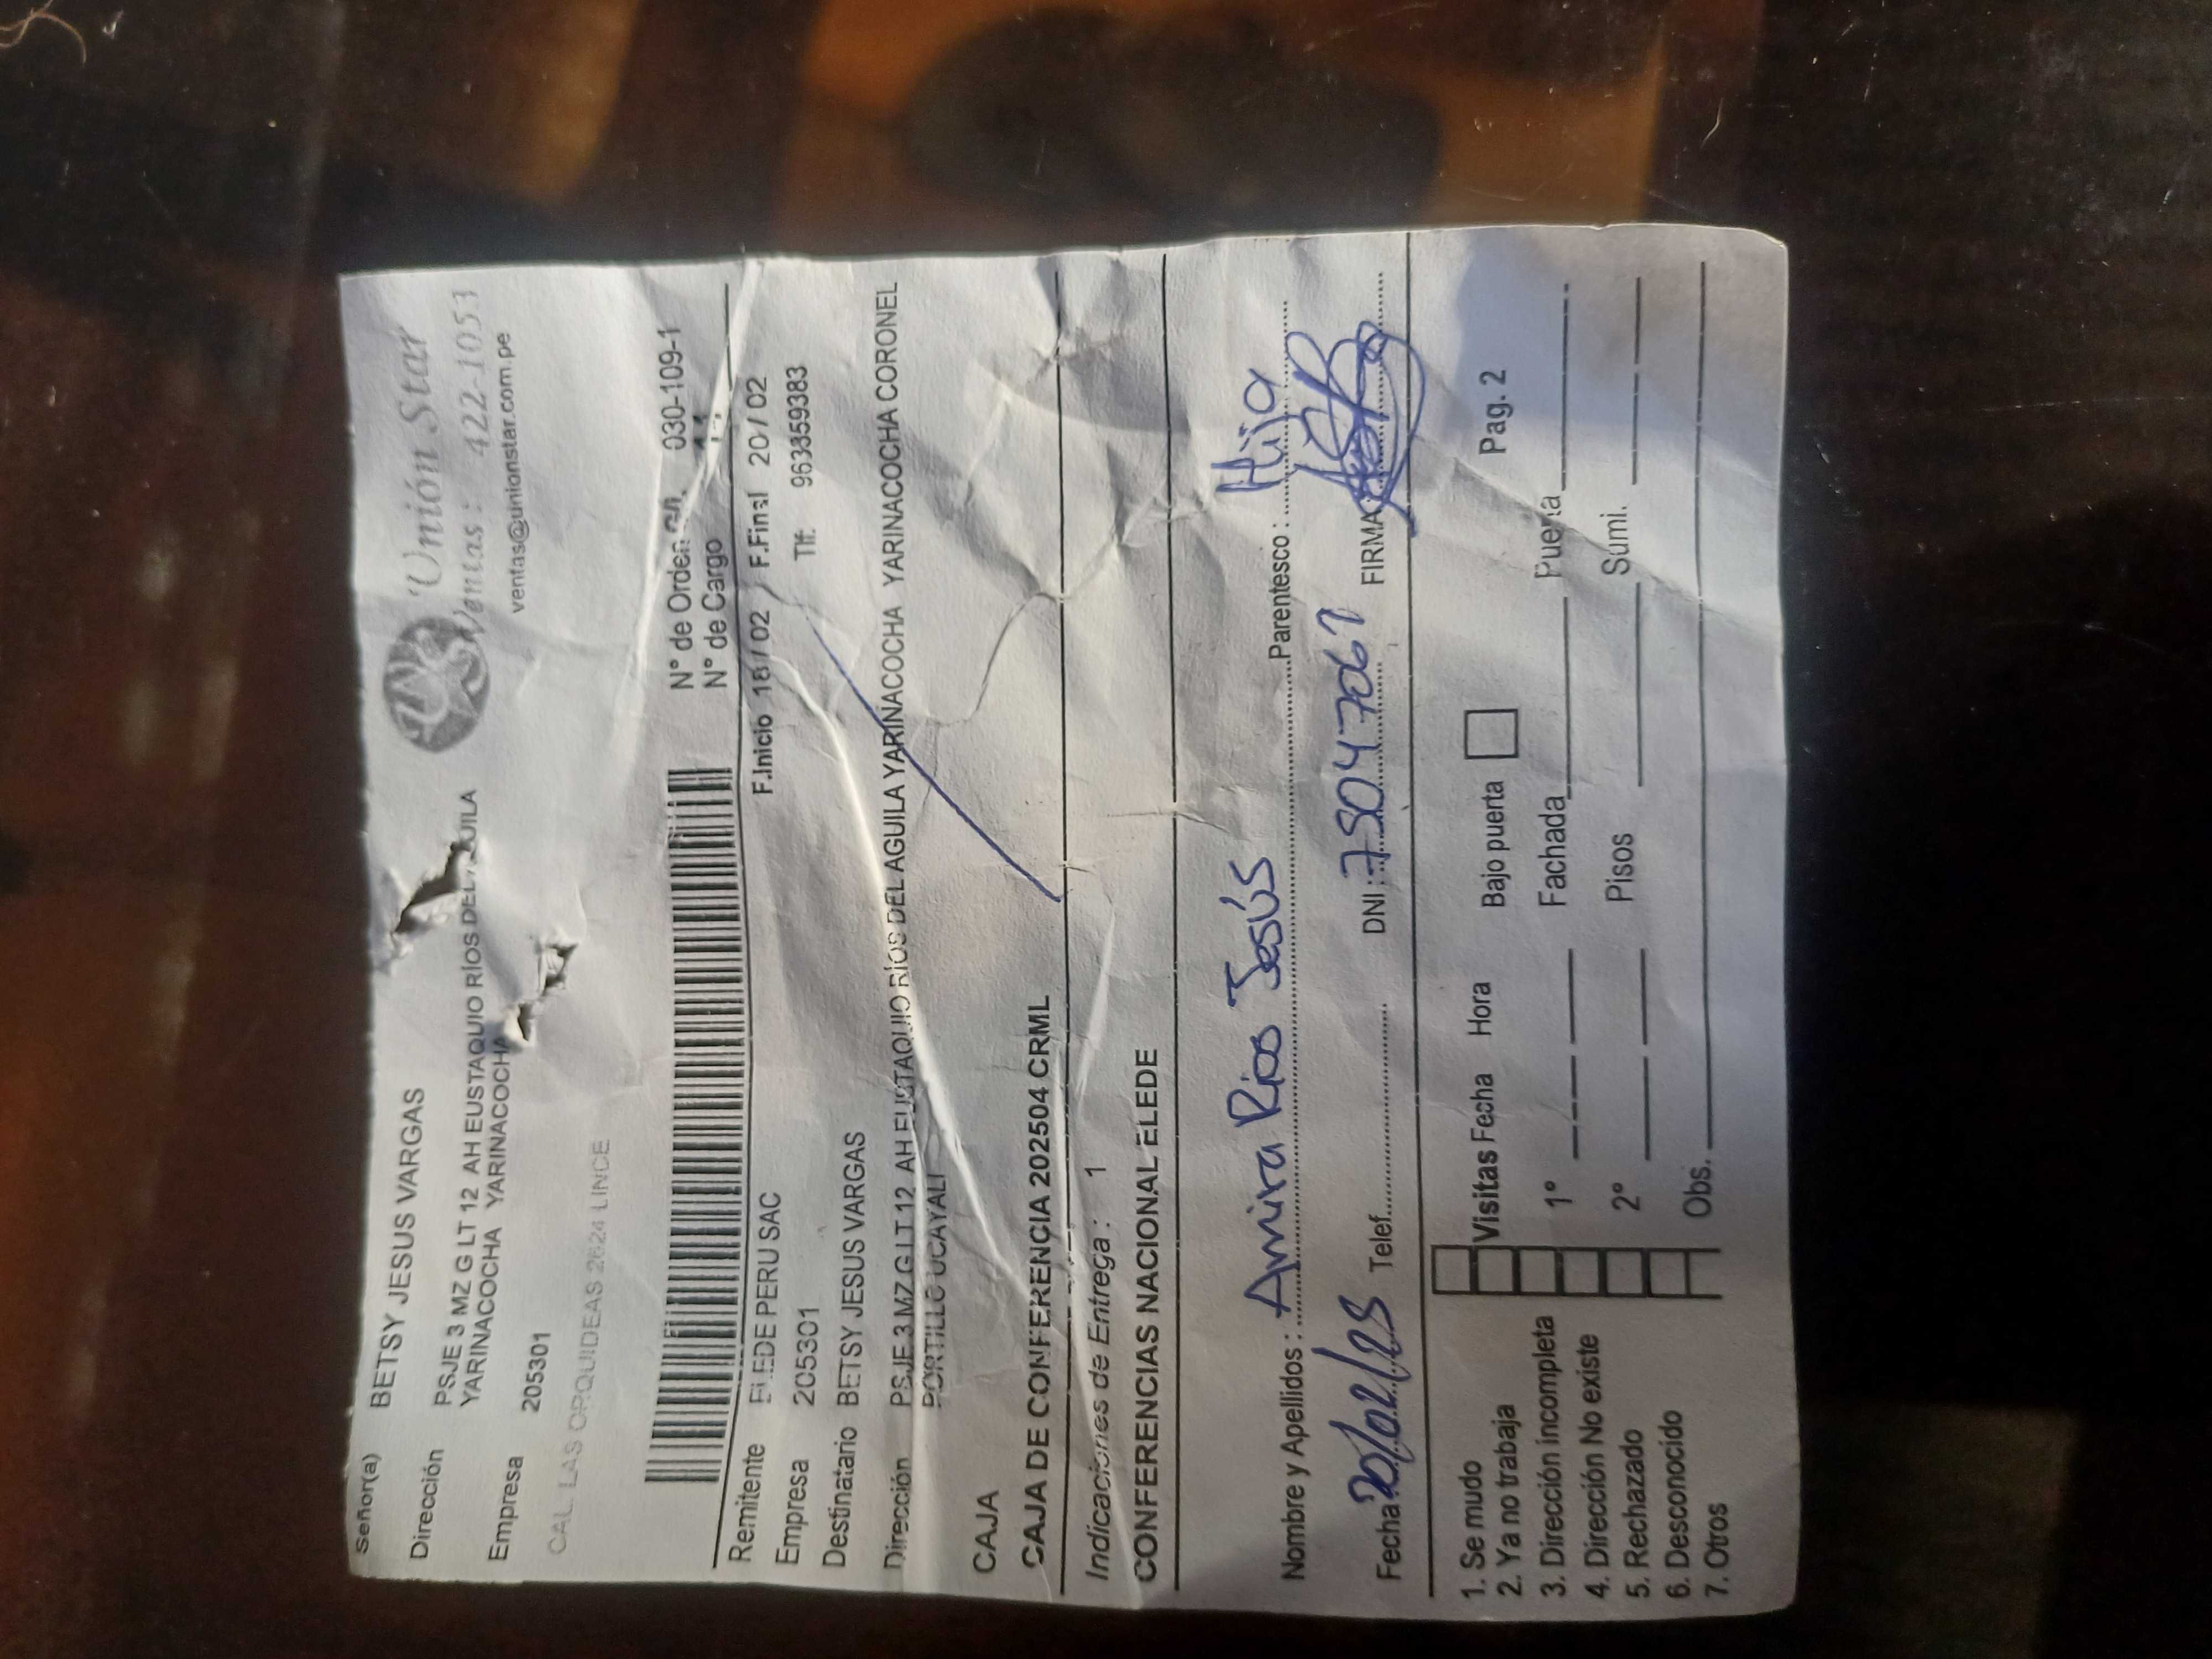 Señor(a) BETSY JESUS VARGAS
Unión Star
Ventas : 422-1053
ventas@unionstar.com.pe
Dirección PSJE 3 MZ G LT 12 AH EUSTAQUIO RÍOS DEL AGUILA
YARINACOCHA YARINACOCHA
Empresa 205301
CAL. LAS ORQUIDEAS 2624 LINCE
N° de Orden 030-109-1
N° de Cargo
Remitente ELEDE PERU SAC F.Inicio 18/02 F.Final 20/02
Empresa 205301 Tlf: 963359383
Destinatario BETSY JESUS VARGAS
Dirección PSJE 3 MZ G LT 12 AH EUSTAQUIO RÍOS DEL AGUILA YARINACOCHA YARINACOCHA CORONEL
PORTILLO UCAYALI
CAJA
CAJA DE CONFERENCIA 202504 CRML
Indicaciones de Entrega : 1
CONFERENCIAS NACIONAL ELEDE
Nombre y Apellidos : Amira Rios Jesús Parentesco : Hija
Fecha 20/02/25 Telef. DNI : 75047067 FIRMA
1. Se mudo
2. Ya no trabaja
3. Dirección incompleta
4. Dirección No existe
5. Rechazado
6. Desconocido
7. Otros
Visitas Fecha Hora Bajo puerta Pag. 2
1° Fachada Puerta
2° Pisos Sumi.
Obs.